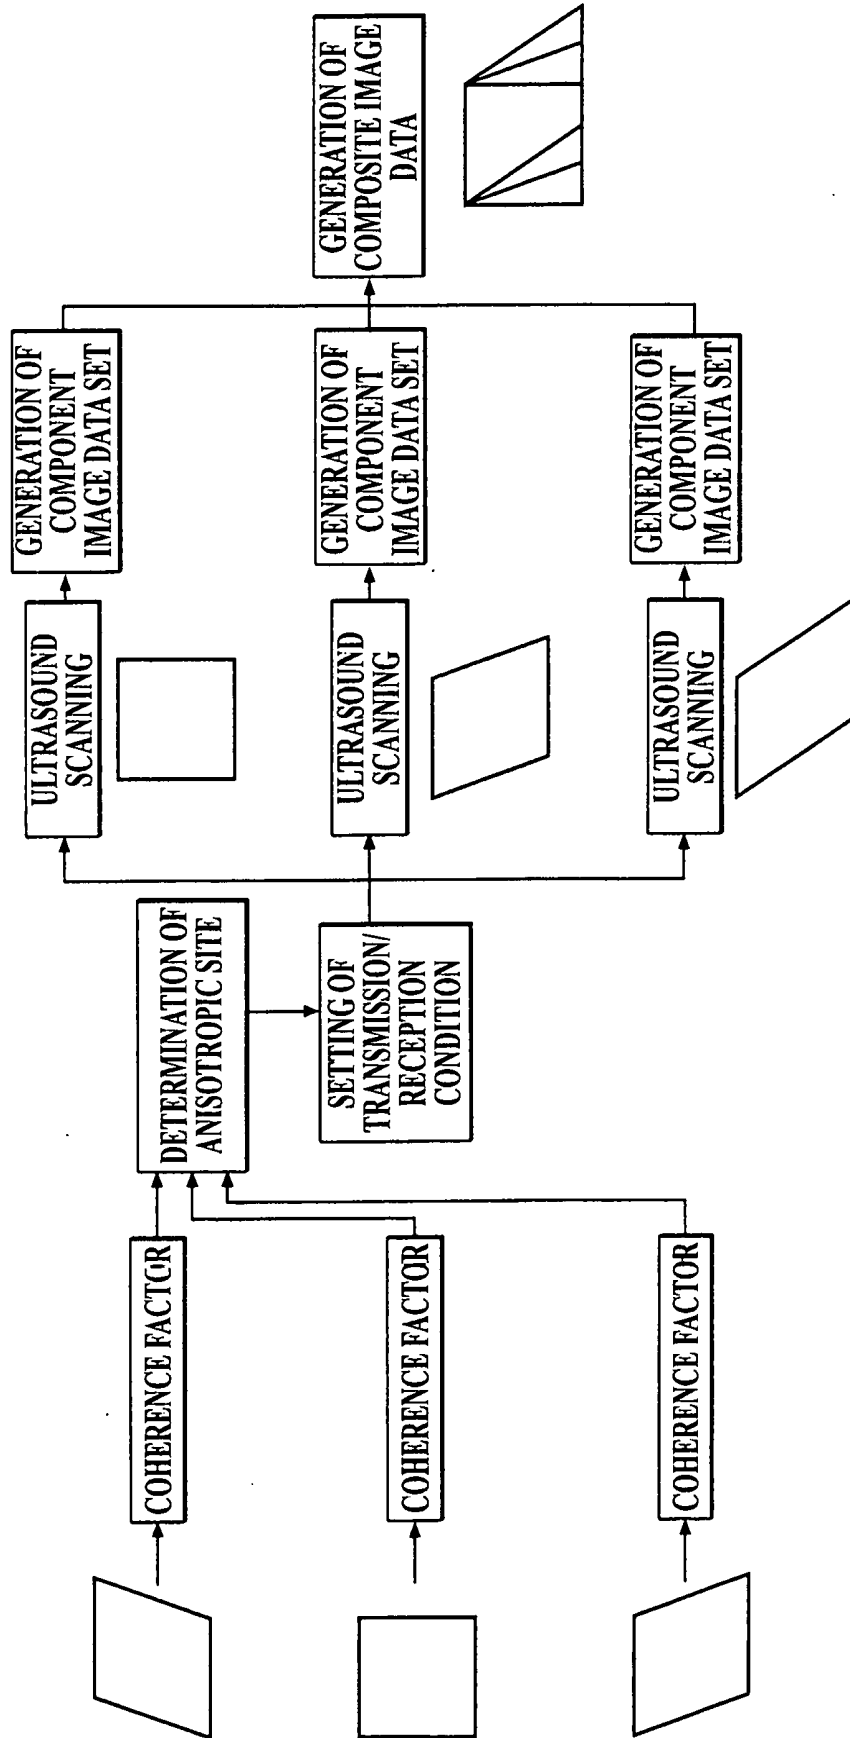 COHERENCE FACTOR
COHERENCE FACTOR
COHERENCE FACTOR
DETERMINATION OF
ANISOTROPIC SITE
SETTING OF
TRANSMISSION/
RECEPTION
CONDITION
ULTRASOUND
SCANNING
ULTRASOUND
SCANNING
ULTRASOUND
SCANNING
GENERATION OF
COMPONENT
IMAGE DATA SET
GENERATION OF
COMPONENT
IMAGE DATA SET
GENERATION OF
COMPONENT
IMAGE DATA SET
GENERATION OF
COMPOSITE IMAGE
DATA